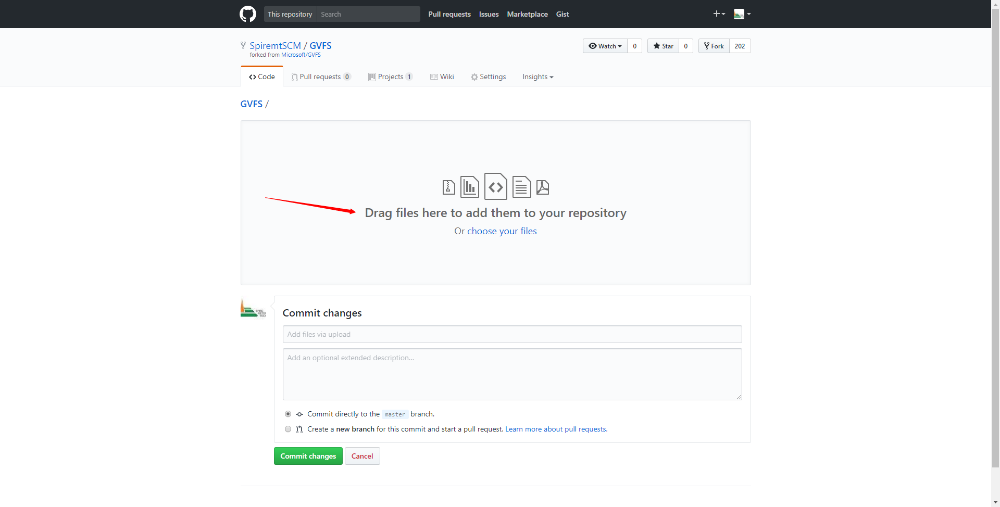 This repository Search Pull requests Issues Marketplace Gist
SpiremtSCM / GVFS
forked from Microsoft/GVFS
Watch 0 Star 0 Fork 202
Code Pull requests 0 Projects 1 Wiki Settings Insights
GVFS /
Drag files here to add them to your repository
Or choose your files
SPIRE
METER
Commit changes
Add files via upload
Add an optional extended description...
Commit directly to the master branch.
Create a new branch for this commit and start a pull request. Learn more about pull requests.
Commit changes Cancel